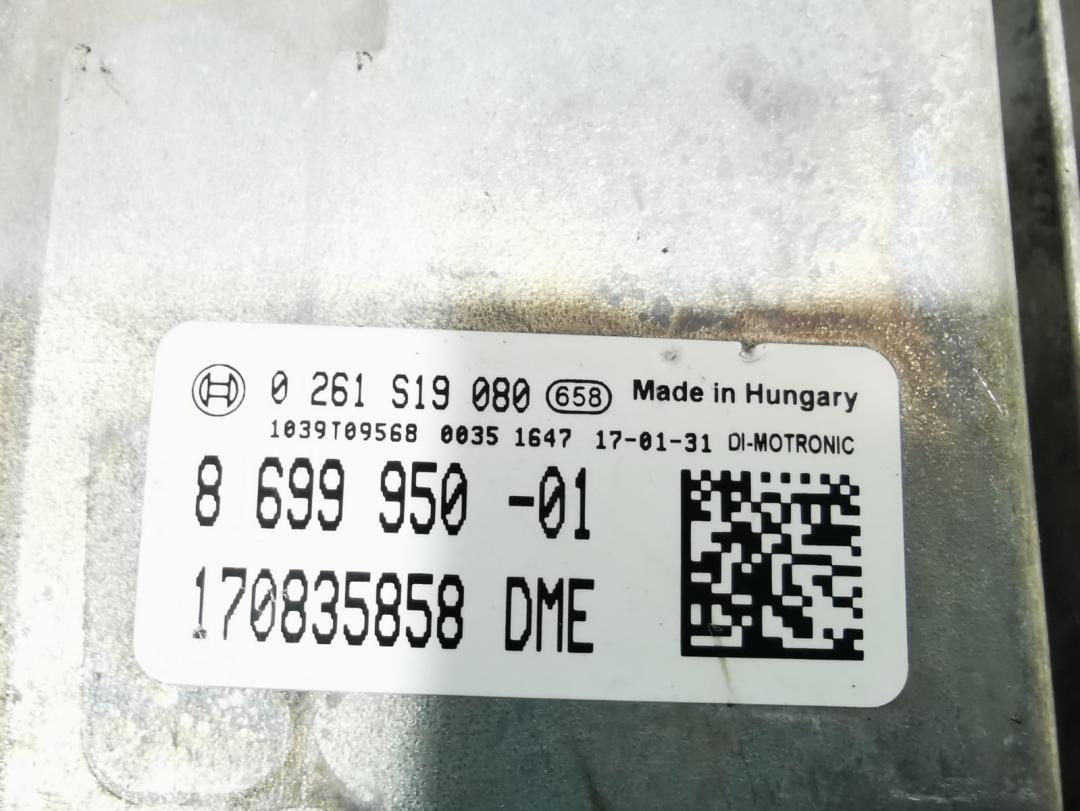 0 261 S19 080 658 Made in Hungary
1039T09568 0035 1647 17-01-31 DI-MOTRONIC
8 699 950 -01
170835858 DME